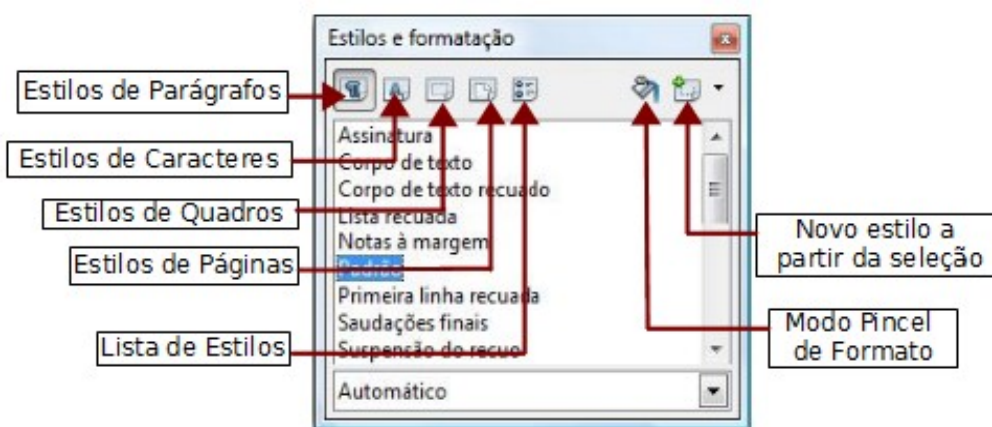 Estilos e formatação
Estilos de Parágrafos
Estilos de Caracteres
Estilos de Quadros
Estilos de Páginas
Lista de Estilos
Assinatura
Corpo de texto
Corpo de texto recuado
Lista recuada
Notas à margem
Padrão
Primeira linha recuada
Saudações finais
Suspensão do recuo
Automático
Novo estilo a
partir da seleção
Modo Pincel
de Formato